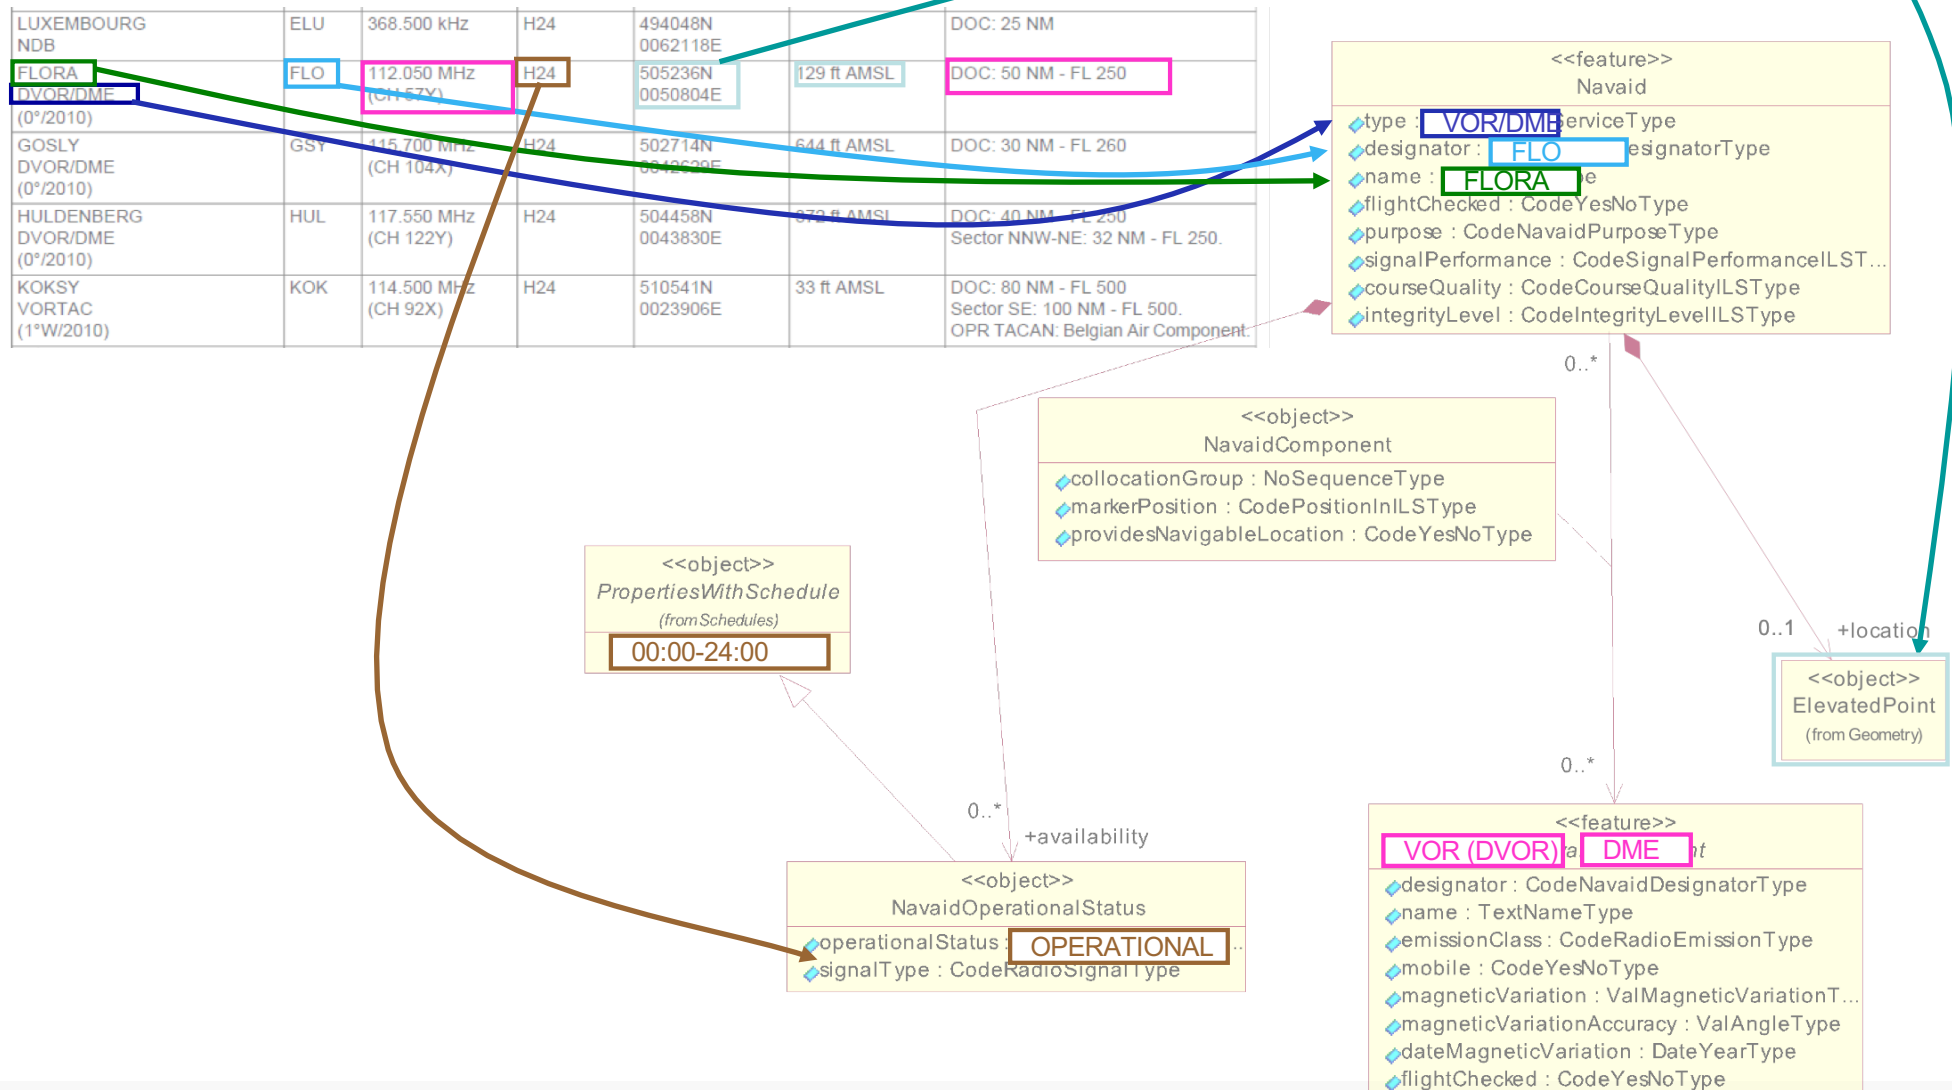 LUXEMBOURG ELU 368.500 kHz H24 494048N DOC: 25 NM
NDB 0062118E
FLORA FLO 112.050 MHz H24 505236N 129 ft AMSL DOC: 50 NM - FL 250
DVOR/DME (CH 57X) 0050804E
(0°/2010)
GOSLY GSY 115.700 MHz H24 502714N 644 ft AMSL DOC: 30 NM - FL 260
DVOR/DME (CH 104X) 0042629E
(0°/2010)
HULDENBERG HUL 117.550 MHz H24 504458N 372 ft AMSL DOC: 40 NM - FL 250
DVOR/DME (CH 122Y) 0043830E Sector NNW-NE: 32 NM - FL 250.
(0°/2010)
KOKSY KOK 114.500 MHz H24 510541N 33 ft AMSL DOC: 80 NM - FL 500
VORTAC (CH 92X) 0023906E Sector SE: 100 NM - FL 500.
(1°W/2010) OPR TACAN: Belgian Air Component.
<<feature>>
Navaid
type : VOR/DME ServiceType
designator : FLO esignatorType
name : FLORA e
flightChecked : CodeYesNoType
purpose : CodeNavaidPurposeType
signalPerformance : CodeSignalPerformanceILST...
courseQuality : CodeCourseQualityILSType
integrityLevel : CodeIntegrityLevelILSType
0..*
<<object>>
NavaidComponent
collocationGroup : NoSequenceType
markerPosition : CodePositionInILSType
providesNavigableLocation : CodeYesNoType
<<object>>
PropertiesWithSchedule
(from Schedules)
00:00-24:00
0..1 +location
<<object>>
ElevatedPoint
(from Geometry)
0..*
0..*
+availability
<<object>>
NavaidOperationalStatus
operationalStatus : OPERATIONAL ...
signalType : CodeRadioSignalType
<<feature>>
VOR (DVOR) DME
designator : CodeNavaidDesignatorType
name : TextNameType
emissionClass : CodeRadioEmissionType
mobile : CodeYesNoType
magneticVariation : ValMagneticVariationT...
magneticVariationAccuracy : ValAngleType
dateMagneticVariation : DateYearType
flightChecked : CodeYesNoType